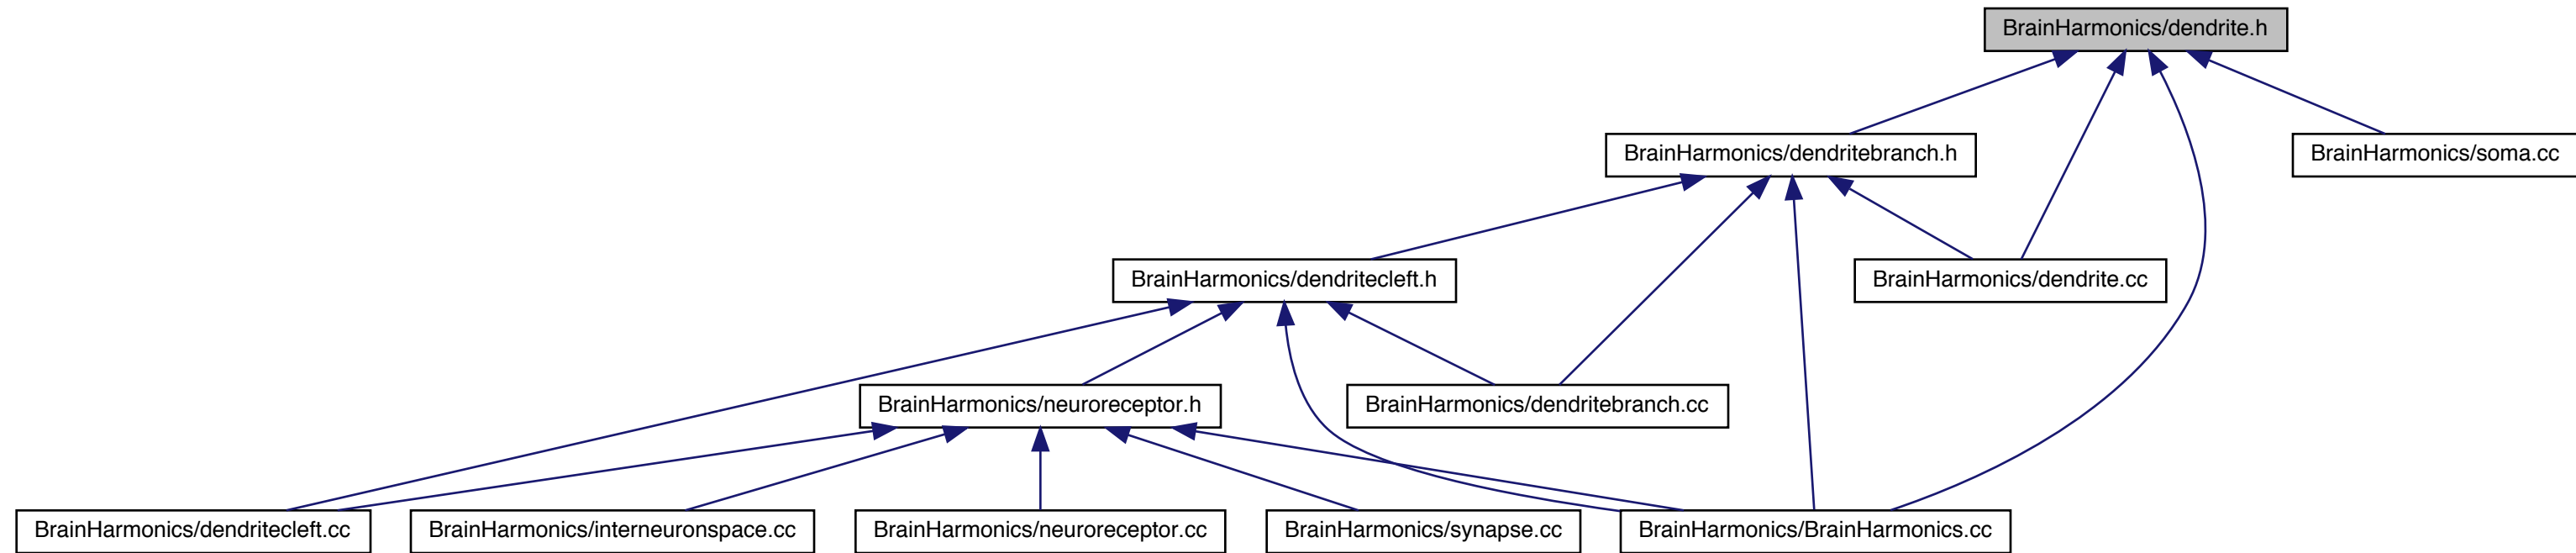 BrainHarmonics/dendrite.h
BrainHarmonics/dendritebranch.h
BrainHarmonics/soma.cc
BrainHarmonics/dendritecleft.h
BrainHarmonics/dendrite.cc
BrainHarmonics/neuroreceptor.h
BrainHarmonics/dendritebranch.cc
BrainHarmonics/dendritecleft.cc
BrainHarmonics/interneuronspace.cc
BrainHarmonics/neuroreceptor.cc
BrainHarmonics/synapse.cc
BrainHarmonics/BrainHarmonics.cc